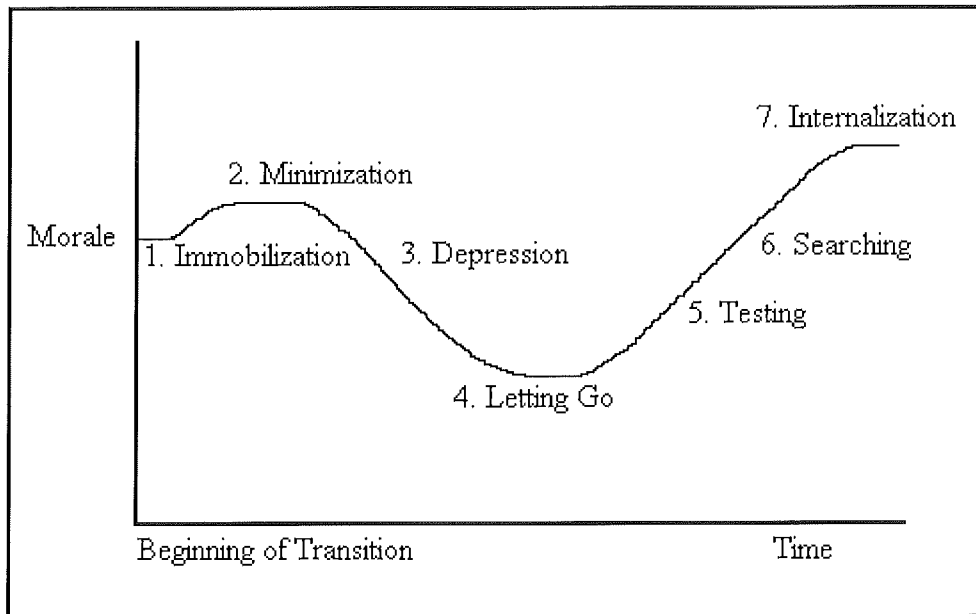 7. Internalization
2. Minimization
Morale
1. Immobilization
3. Depression
6. Searching
5. Testing
4. Letting Go
Beginning of Transition
Time